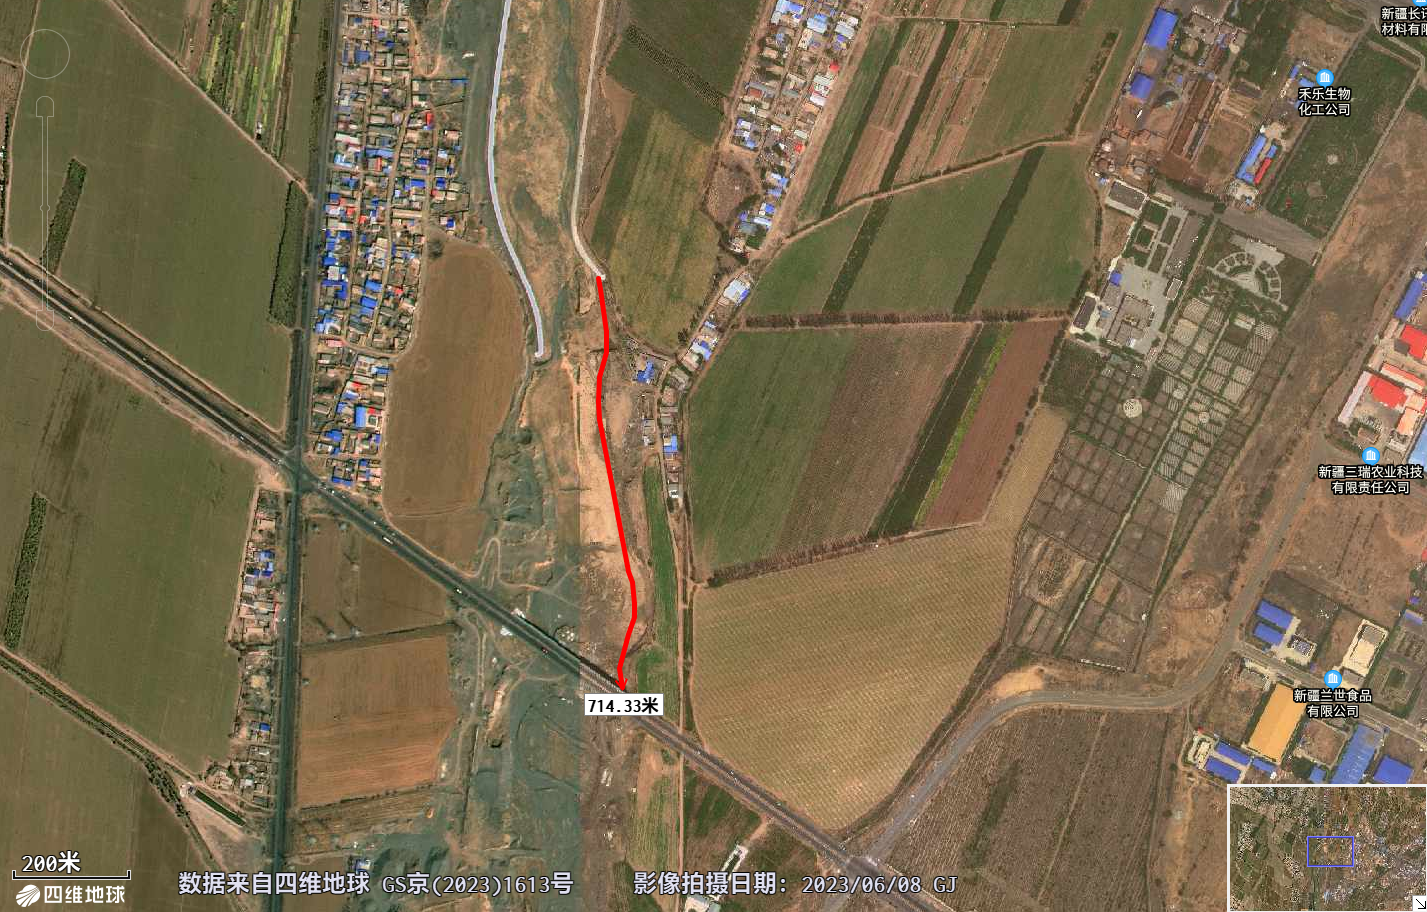 新疆长
材料有限
禾乐生物
化工公司
新疆三瑞农业科技
有限责任公司
新疆兰世食品
有限公司
714.33米
200米
四维地球
数据来自四维地球 GS京(2023)1613号
影像拍摄日期: 2023/06/08 GJ